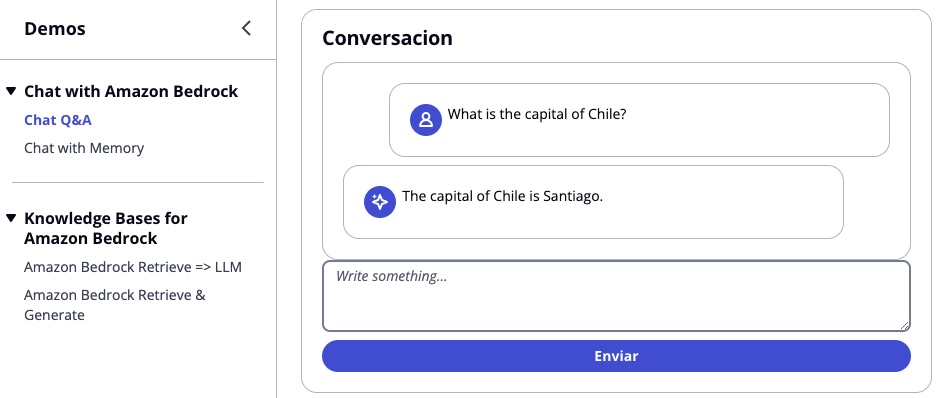 Demos
Chat with Amazon Bedrock
Chat Q&A
Chat with Memory
Knowledge Bases for
Amazon Bedrock
Amazon Bedrock Retrieve => LLM
Amazon Bedrock Retrieve &
Generate
Conversacion
What is the capital of Chile?
The capital of Chile is Santiago.
Write something...
Enviar